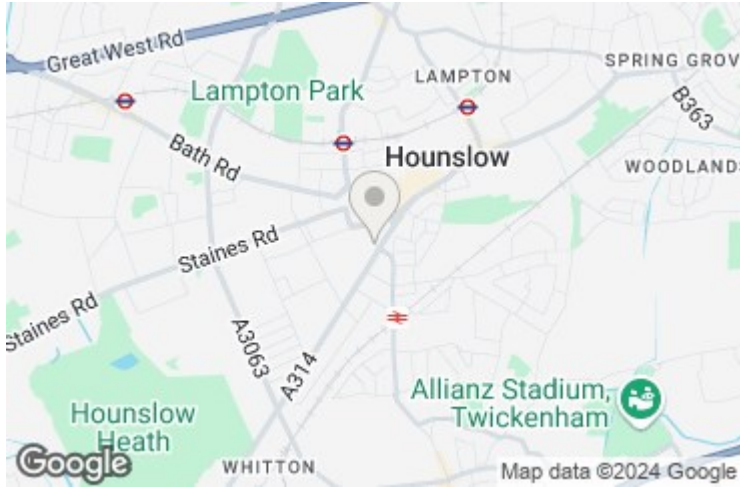 Great West Rd
SPRING GROV
LAMPTON
Lampton Park
B363
Bath Rd
Hounslow
WOODLANDS
Staines Rd
Staines Rd
A3063
A314
Allianz Stadium,
Twickenham
Hounslow
Heath
WHITTON
Google
Map data ©2024 Google